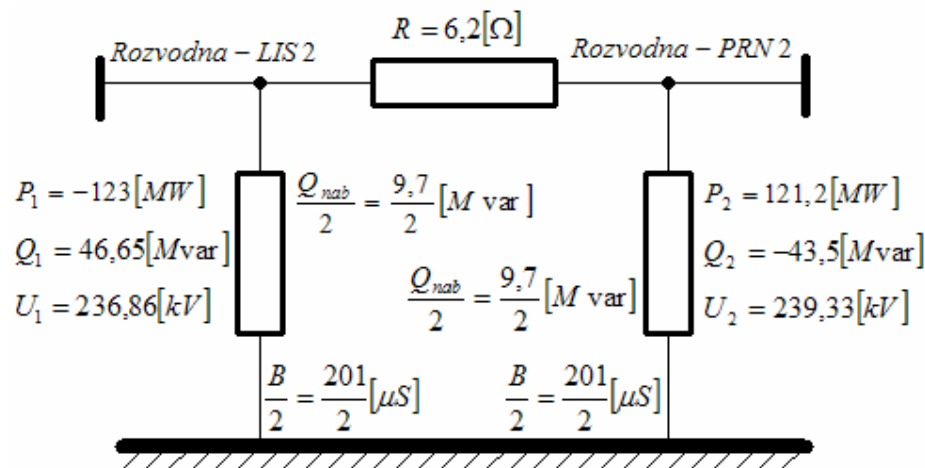 R = 6,2[Ω]
Rozvodna – LIS 2
Rozvodna – PRN 2
P₁ = −123[MW]
Q₁ = 46,65[Mvar]
U₁ = 236,86[kV]
Q_nab/2 = 9,7/2 [M var]
Q_nab/2 = 9,7/2 [M var]
P₂ = 121,2[MW]
Q₂ = −43,5[Mvar]
U₂ = 239,33[kV]
B/2 = 201/2 [μS]
B/2 = 201/2 [μS]